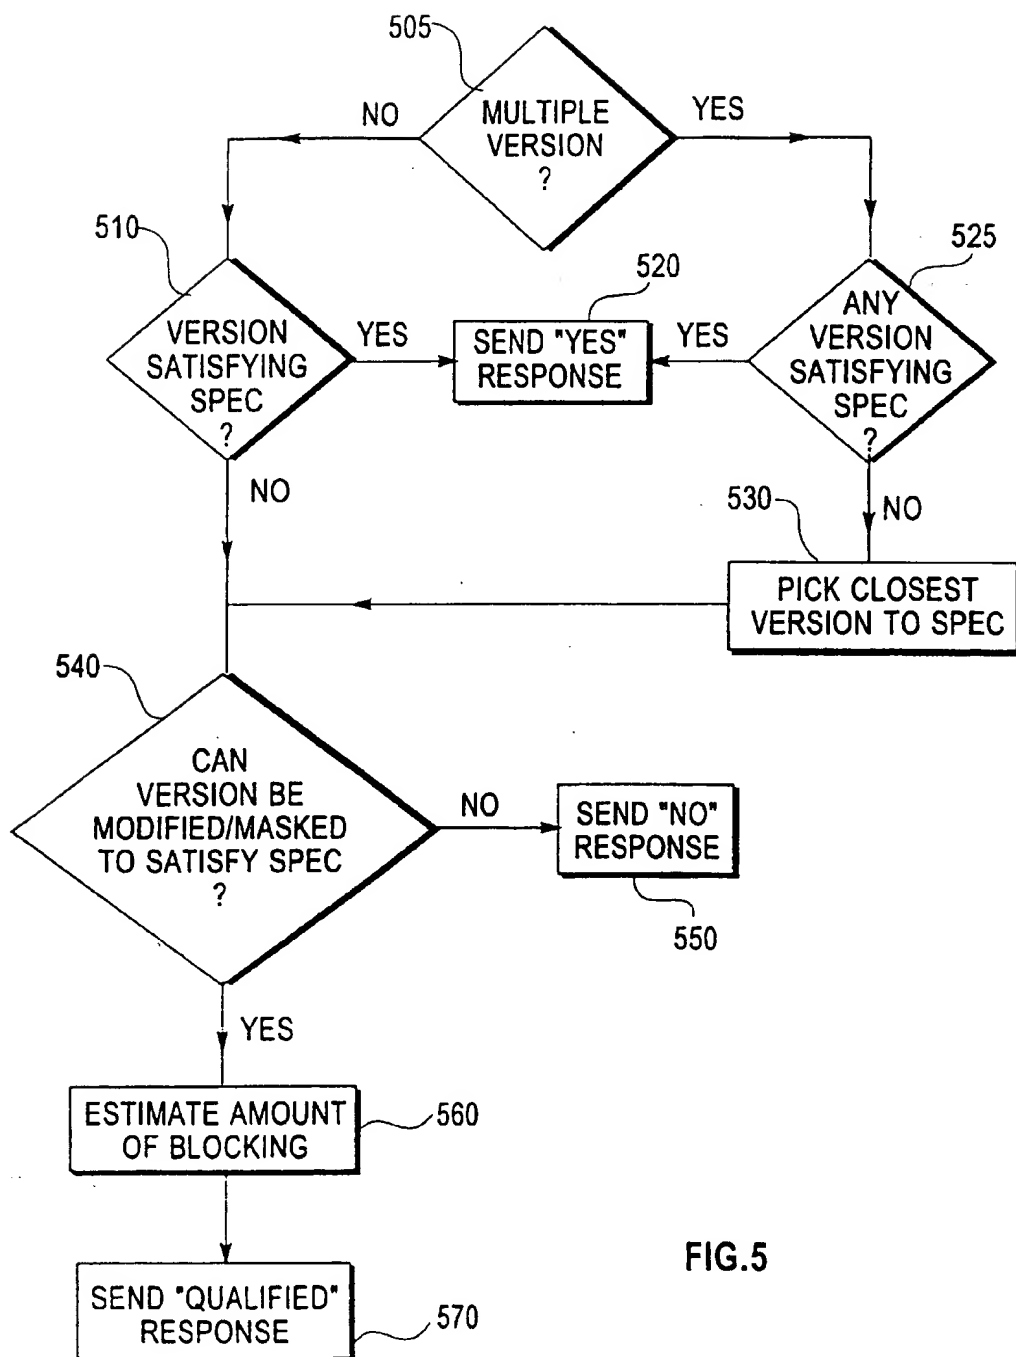 505
NO
MULTIPLE
VERSION
?
YES
510
VERSION
SATISFYING
SPEC
?
YES
520
SEND "YES"
RESPONSE
YES
525
ANY
VERSION
SATISFYING
SPEC
?
NO
NO
530
PICK CLOSEST
VERSION TO SPEC
540
CAN
VERSION BE
MODIFIED/MASKED
TO SATISFY SPEC
?
NO
SEND "NO"
RESPONSE
550
YES
ESTIMATE AMOUNT
OF BLOCKING
560
SEND "QUALIFIED"
RESPONSE
570
FIG.5